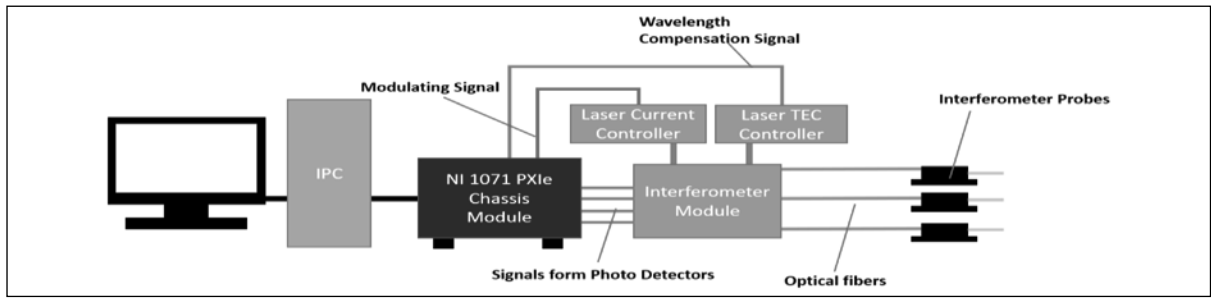 Wavelength
Compensation Signal
Modulating Signal
Laser Current
Controller
Laser TEC
Controller
Interferometer Probes
IPC
NI 1071 PXIe
Chassis
Module
Interferometer
Module
Signals form Photo Detectors
Optical fibers